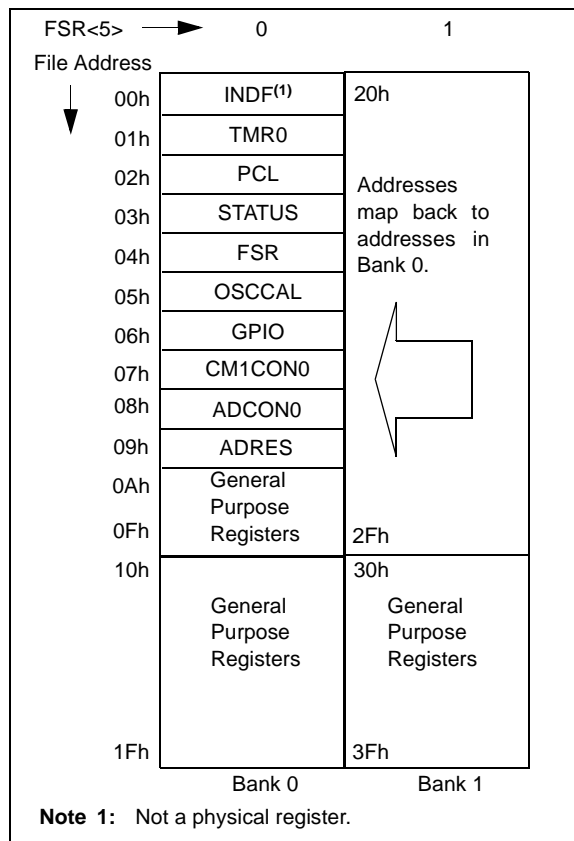 FSR<5> 0 1
File Address
00h INDF(1) 20h
01h TMR0
02h PCL
Addresses
03h STATUS map back to
addresses in
04h FSR Bank 0.
05h OSCCAL
06h GPIO
07h CM1CON0
08h ADCON0
09h ADRES
0Ah General
Purpose
0Fh Registers 2Fh
10h 30h
General General
Purpose Purpose
Registers Registers
1Fh 3Fh
Bank 0 Bank 1
Note 1: Not a physical register.